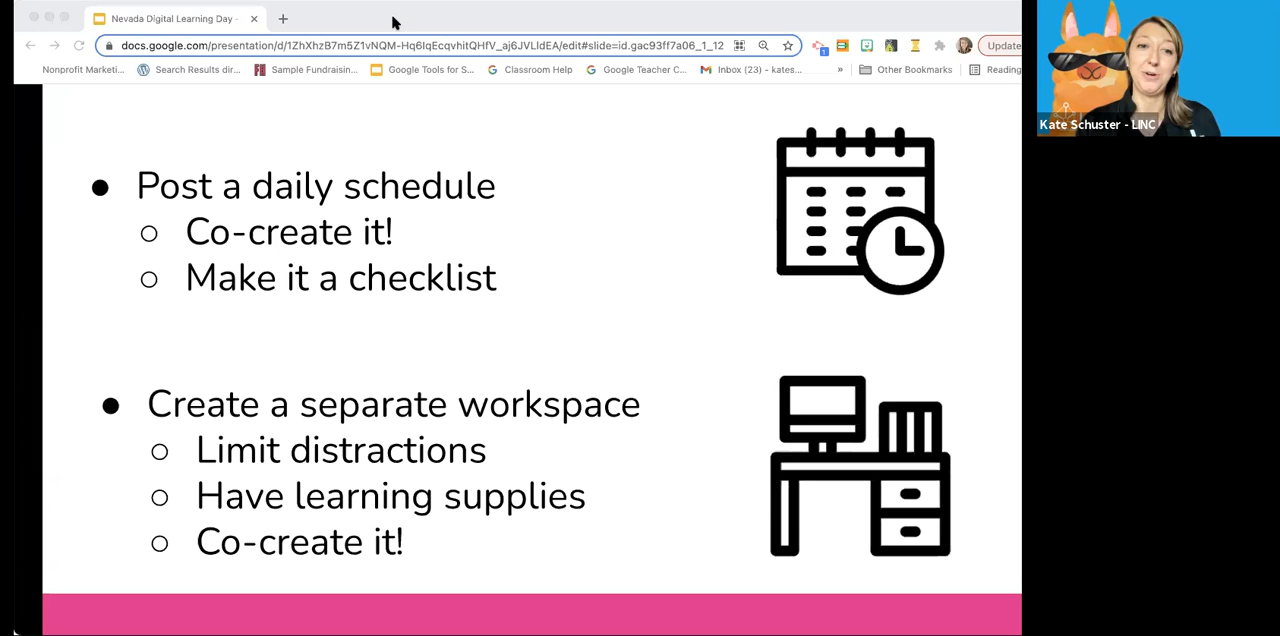 Nevada Digital Learning Day -
docs.google.com/presentation/d/1ZhXhzB7m5Z1vNQM-Hq6IqEcqvhitQHfV_aj6JVLldEA/edit#slide=id.gac93ff7a06_1_12
1
Update
Nonprofit Marketi... Search Results dir... Sample Fundraisin... Google Tools for S... Classroom Help Google Teacher C... Inbox (23) - kates... » Other Bookmarks Reading
Kate Schuster - LINC
● Post a daily schedule
○ Co-create it!
○ Make it a checklist
● Create a separate workspace
○ Limit distractions
○ Have learning supplies
○ Co-create it!